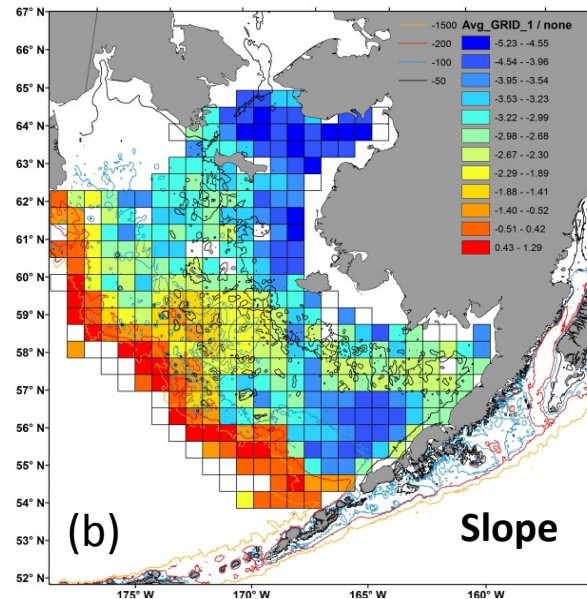 Avg_GRID_1 / none
-1500
-200
-100
-50
-5.23 - -4.55
-4.54 - -3.96
-3.95 - -3.54
-3.53 - -3.23
-3.22 - -2.99
-2.98 - -2.68
-2.67 - -2.30
-2.29 - -1.89
-1.88 - -1.41
-1.40 - -0.52
-0.51 - 0.42
0.43 - 1.29
67° N
66° N
65° N
64° N
63° N
62° N
61° N
60° N
59° N
58° N
57° N
56° N
55° N
54° N
53° N
52° N
(b)
Slope
175°W
170°W
165°W
160°W